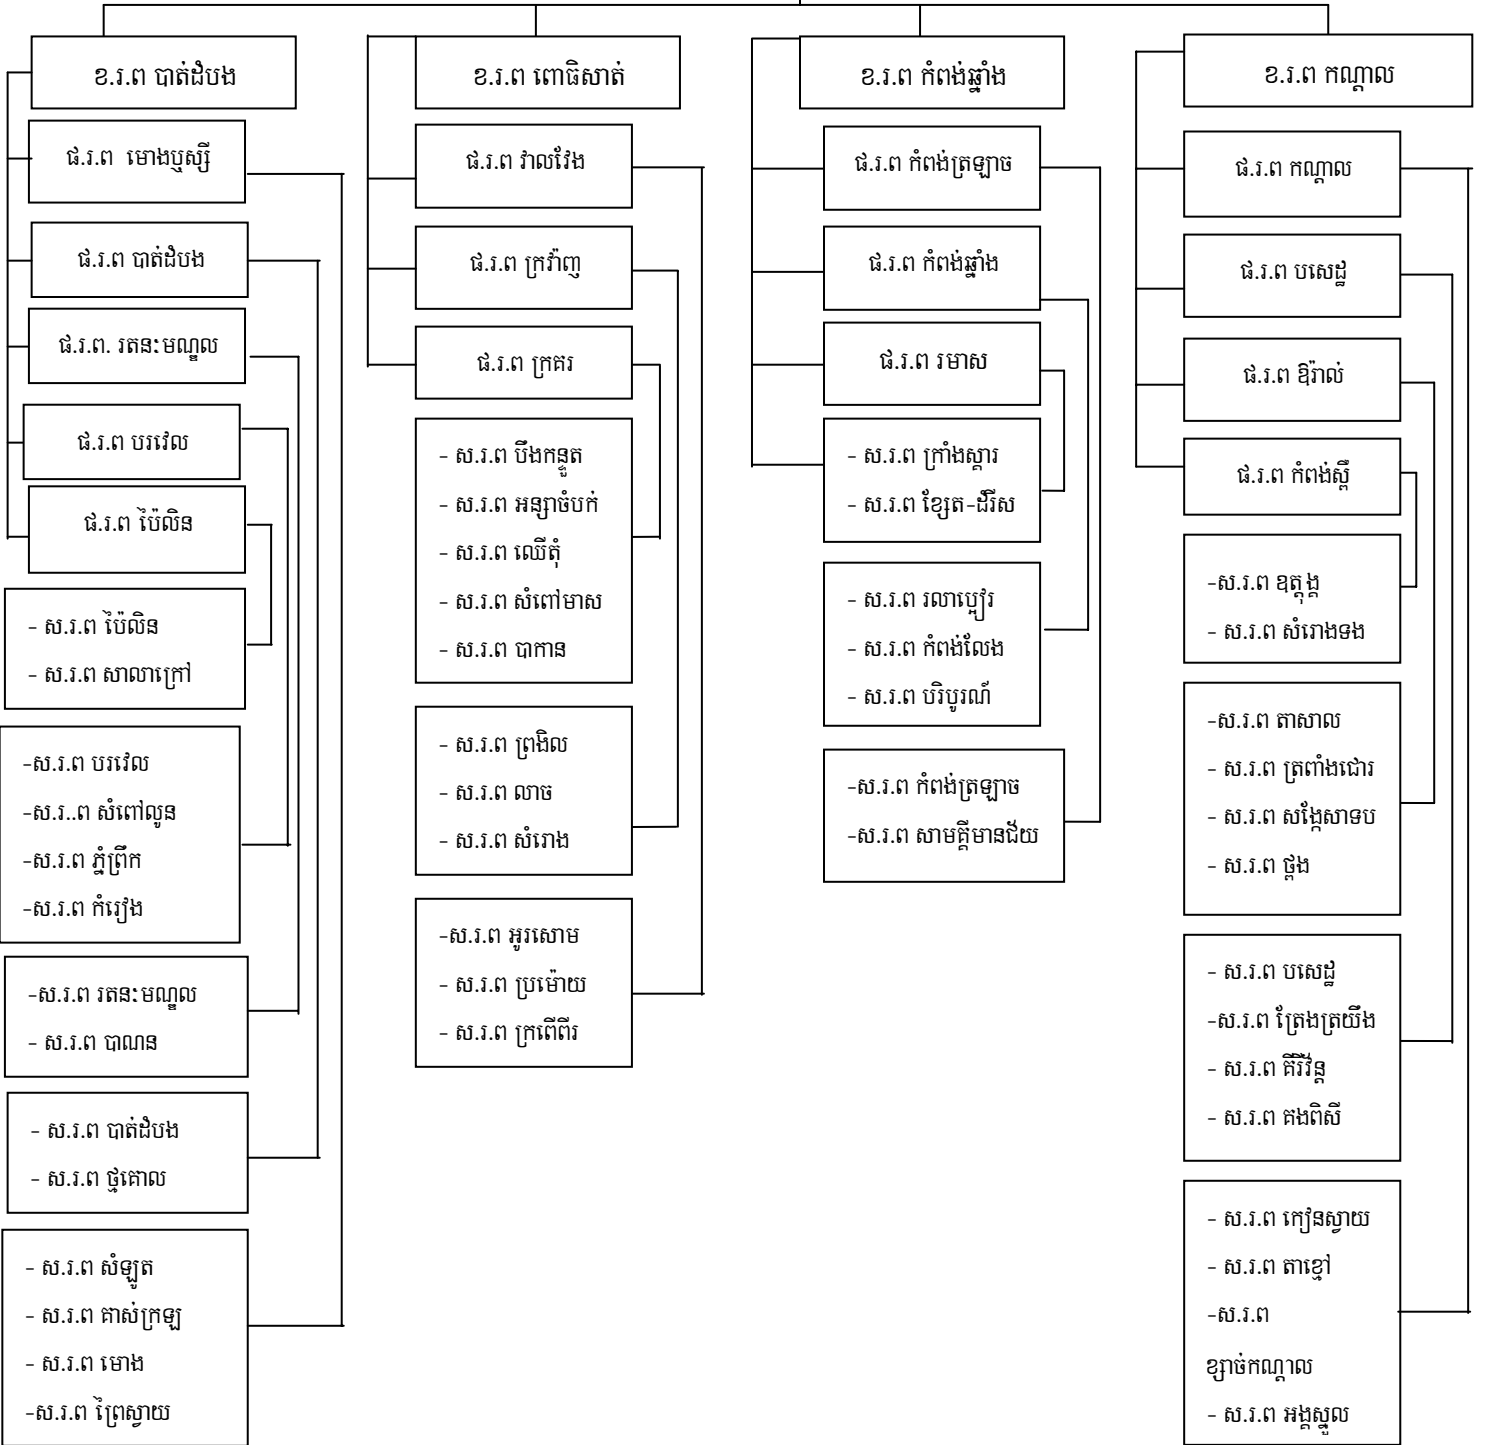 ខ.រ.ព បាត់ដំបង
ផ.រ.ព មោងឬស្សី
ផ.រ.ព បាត់ដំបង
ផ.រ.ព. រតនៈមណ្ឌល
ផ.រ.ព បរវេល
ផ.រ.ព ប៉ៃលិន
- ស.រ.ព ប៉ៃលិន
- ស.រ.ព សាលាក្រៅ
-ស.រ.ព បរវេល
-ស.រ..ព សំពៅលូន
-ស.រ.ព ភ្នំព្រឹក
-ស.រ.ព កំរៀង
-ស.រ.ព រតនៈមណ្ឌល
- ស.រ.ព បាណន
- ស.រ.ព បាត់ដំបង
- ស.រ.ព ថ្មគោល
- ស.រ.ព សំឡូត
- ស.រ.ព គាស់ក្រឡ
- ស.រ.ព មោង
-ស.រ.ព ព្រៃស្វាយ
ខ.រ.ព ពោធិសាត់
ផ.រ.ព វាលវែង
ផ.រ.ព ក្រវ៉ាញ
ផ.រ.ព ក្រគរ
- ស.រ.ព បឹងកន្ទួត
- ស.រ.ព អន្សាចំបក់
- ស.រ.ព ឈើតុំ
- ស.រ.ព សំពៅមាស
- ស.រ.ព បាកាន
- ស.រ.ព ព្រងិល
- ស.រ.ព លាច
- ស.រ.ព សំរោង
-ស.រ.ព អូរសោម
- ស.រ.ព ប្រម៉ោយ
- ស.រ.ព ក្រពើពីរ
ខ.រ.ព កំពង់ឆ្នាំង
ផ.រ.ព កំពង់ត្រឡាច
ផ.រ.ព កំពង់ឆ្នាំង
ផ.រ.ព រមាស
- ស.រ.ព ក្រាំងស្គារ
- ស.រ.ព ខ្សែត-ដំរីស
- ស.រ.ព រលាប្អៀរ
- ស.រ.ព កំពង់លែង
- ស.រ.ព បរិបូរណ៍
-ស.រ.ព កំពង់ត្រឡាច
-ស.រ.ព សាមគ្គីមានជ័យ
ខ.រ.ព កណ្តាល
ផ.រ.ព កណ្តាល
ផ.រ.ព បសេដ្ឋ
ផ.រ.ព ឱរ៉ាល់
ផ.រ.ព កំពង់ស្ពឺ
-ស.រ.ព ឧត្តុង្គ
- ស.រ.ព សំរោងទង
-ស.រ.ព តាសាល
- ស.រ.ព ត្រពាំងជោរ
- ស.រ.ព សង្កែសាទប
- ស.រ.ព ថ្ពង
- ស.រ.ព បសេដ្ឋ
-ស.រ.ព ត្រែងត្រយឹង
- ស.រ.ព គិរីវ័ន្ត
- ស.រ.ព គងពិសី
- ស.រ.ព កៀនស្វាយ
- ស.រ.ព តាខ្មៅ
-ស.រ.ព
ខ្សាច់កណ្តាល
- ស.រ.ព អង្គស្នួល